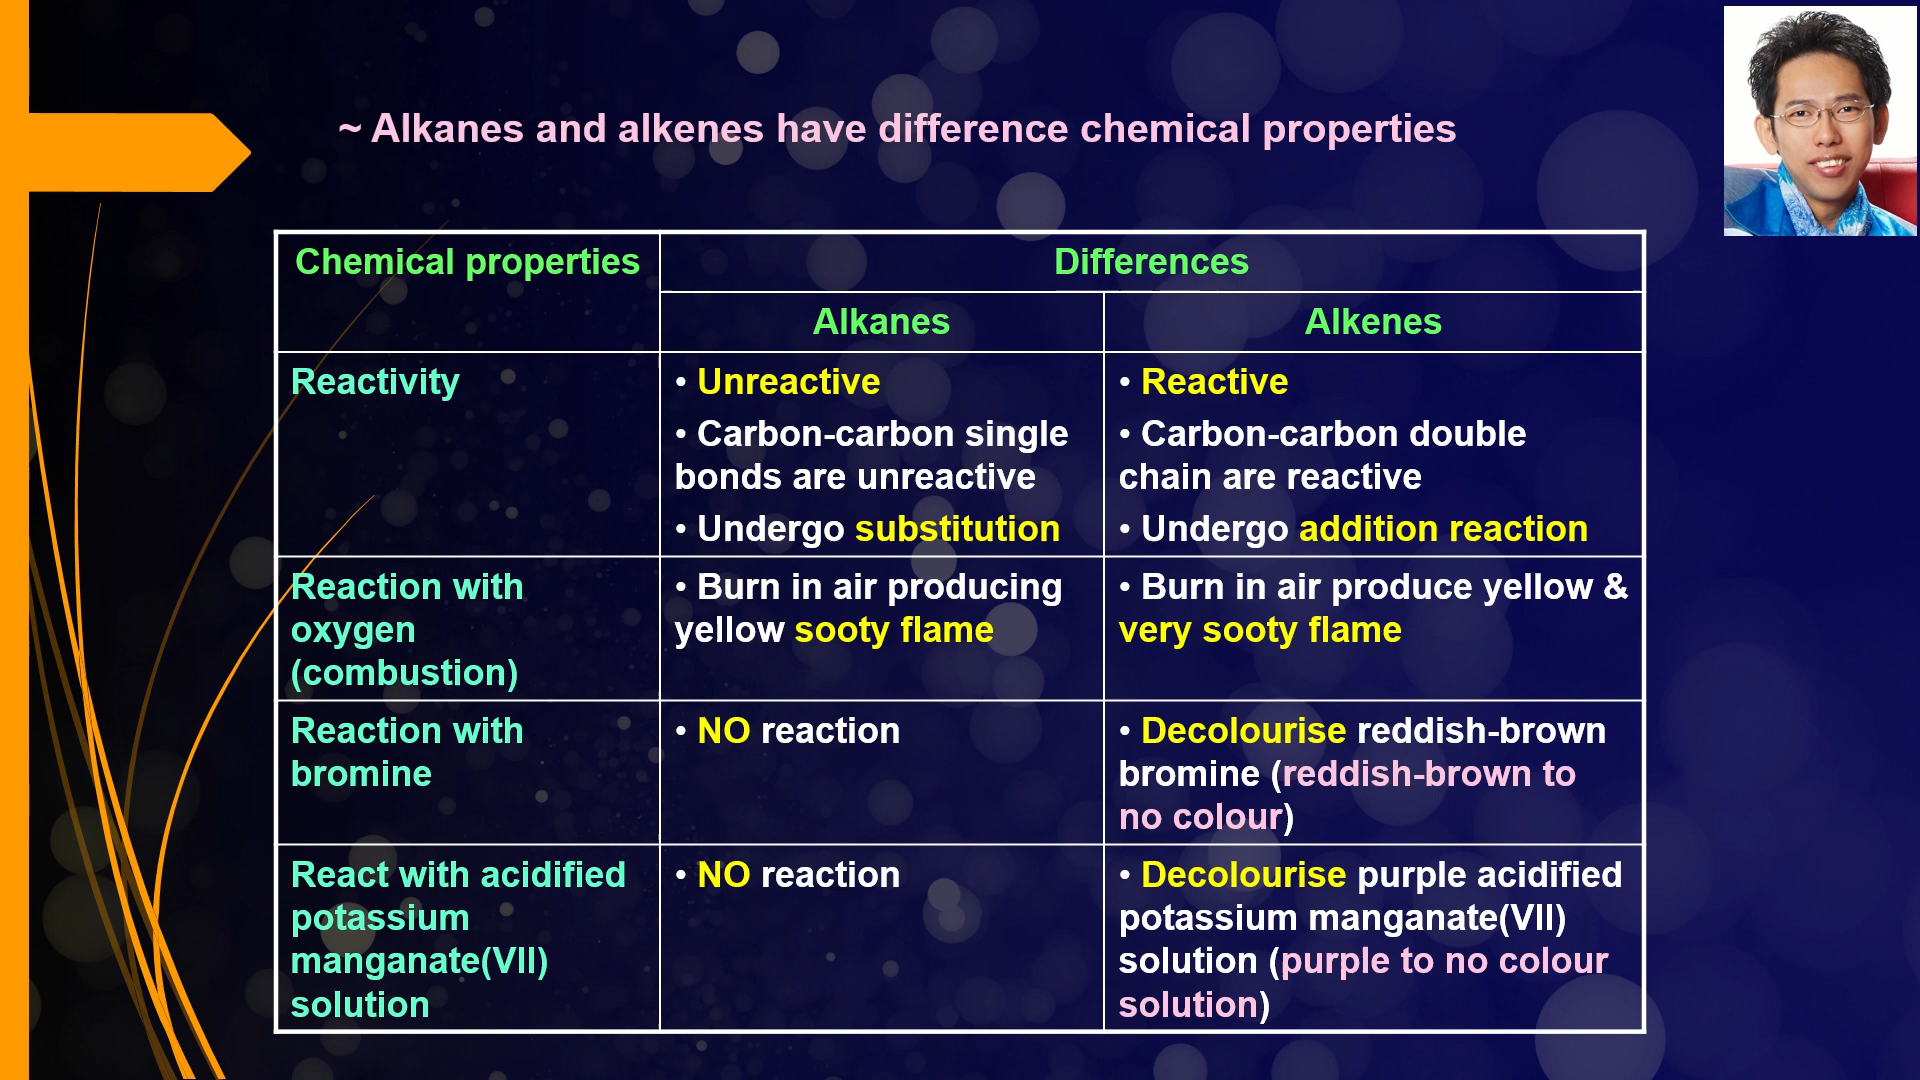 ~ Alkanes and alkenes have difference chemical properties
Chemical properties
Differences
Alkanes
Alkenes
Reactivity
• Unreactive
• Carbon-carbon single
bonds are unreactive
• Undergo substitution
• Reactive
• Carbon-carbon double
chain are reactive
• Undergo addition reaction
Reaction with
oxygen
(combustion)
• Burn in air producing
yellow sooty flame
• Burn in air produce yellow &
very sooty flame
Reaction with
bromine
• NO reaction
• Decolourise reddish-brown
bromine (reddish-brown to
no colour)
React with acidified
potassium
manganate(VII)
solution
• NO reaction
• Decolourise purple acidified
potassium manganate(VII)
solution (purple to no colour
solution)